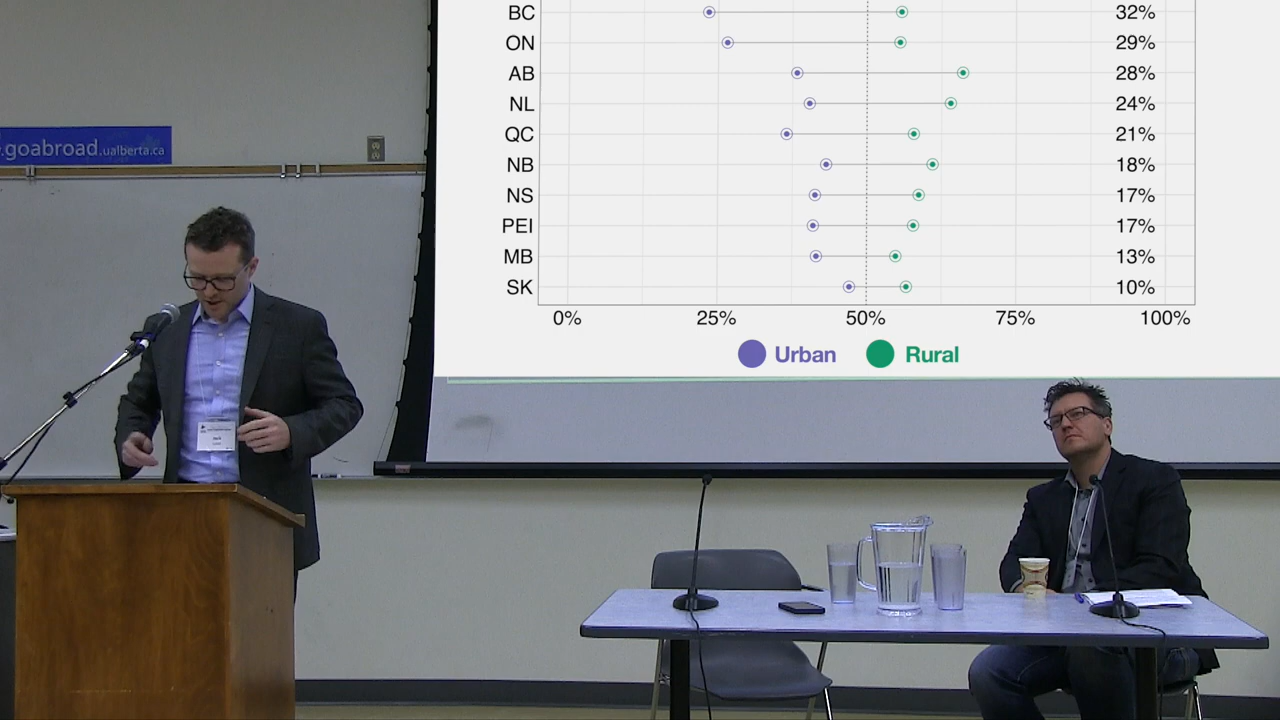 BC 32%
ON 29%
AB 28%
NL 24%
QC 21%
NB 18%
NS 17%
PEI 17%
MB 13%
SK 10%
0% 25% 50% 75% 100%
Urban Rural
.goabroad.ualberta.ca